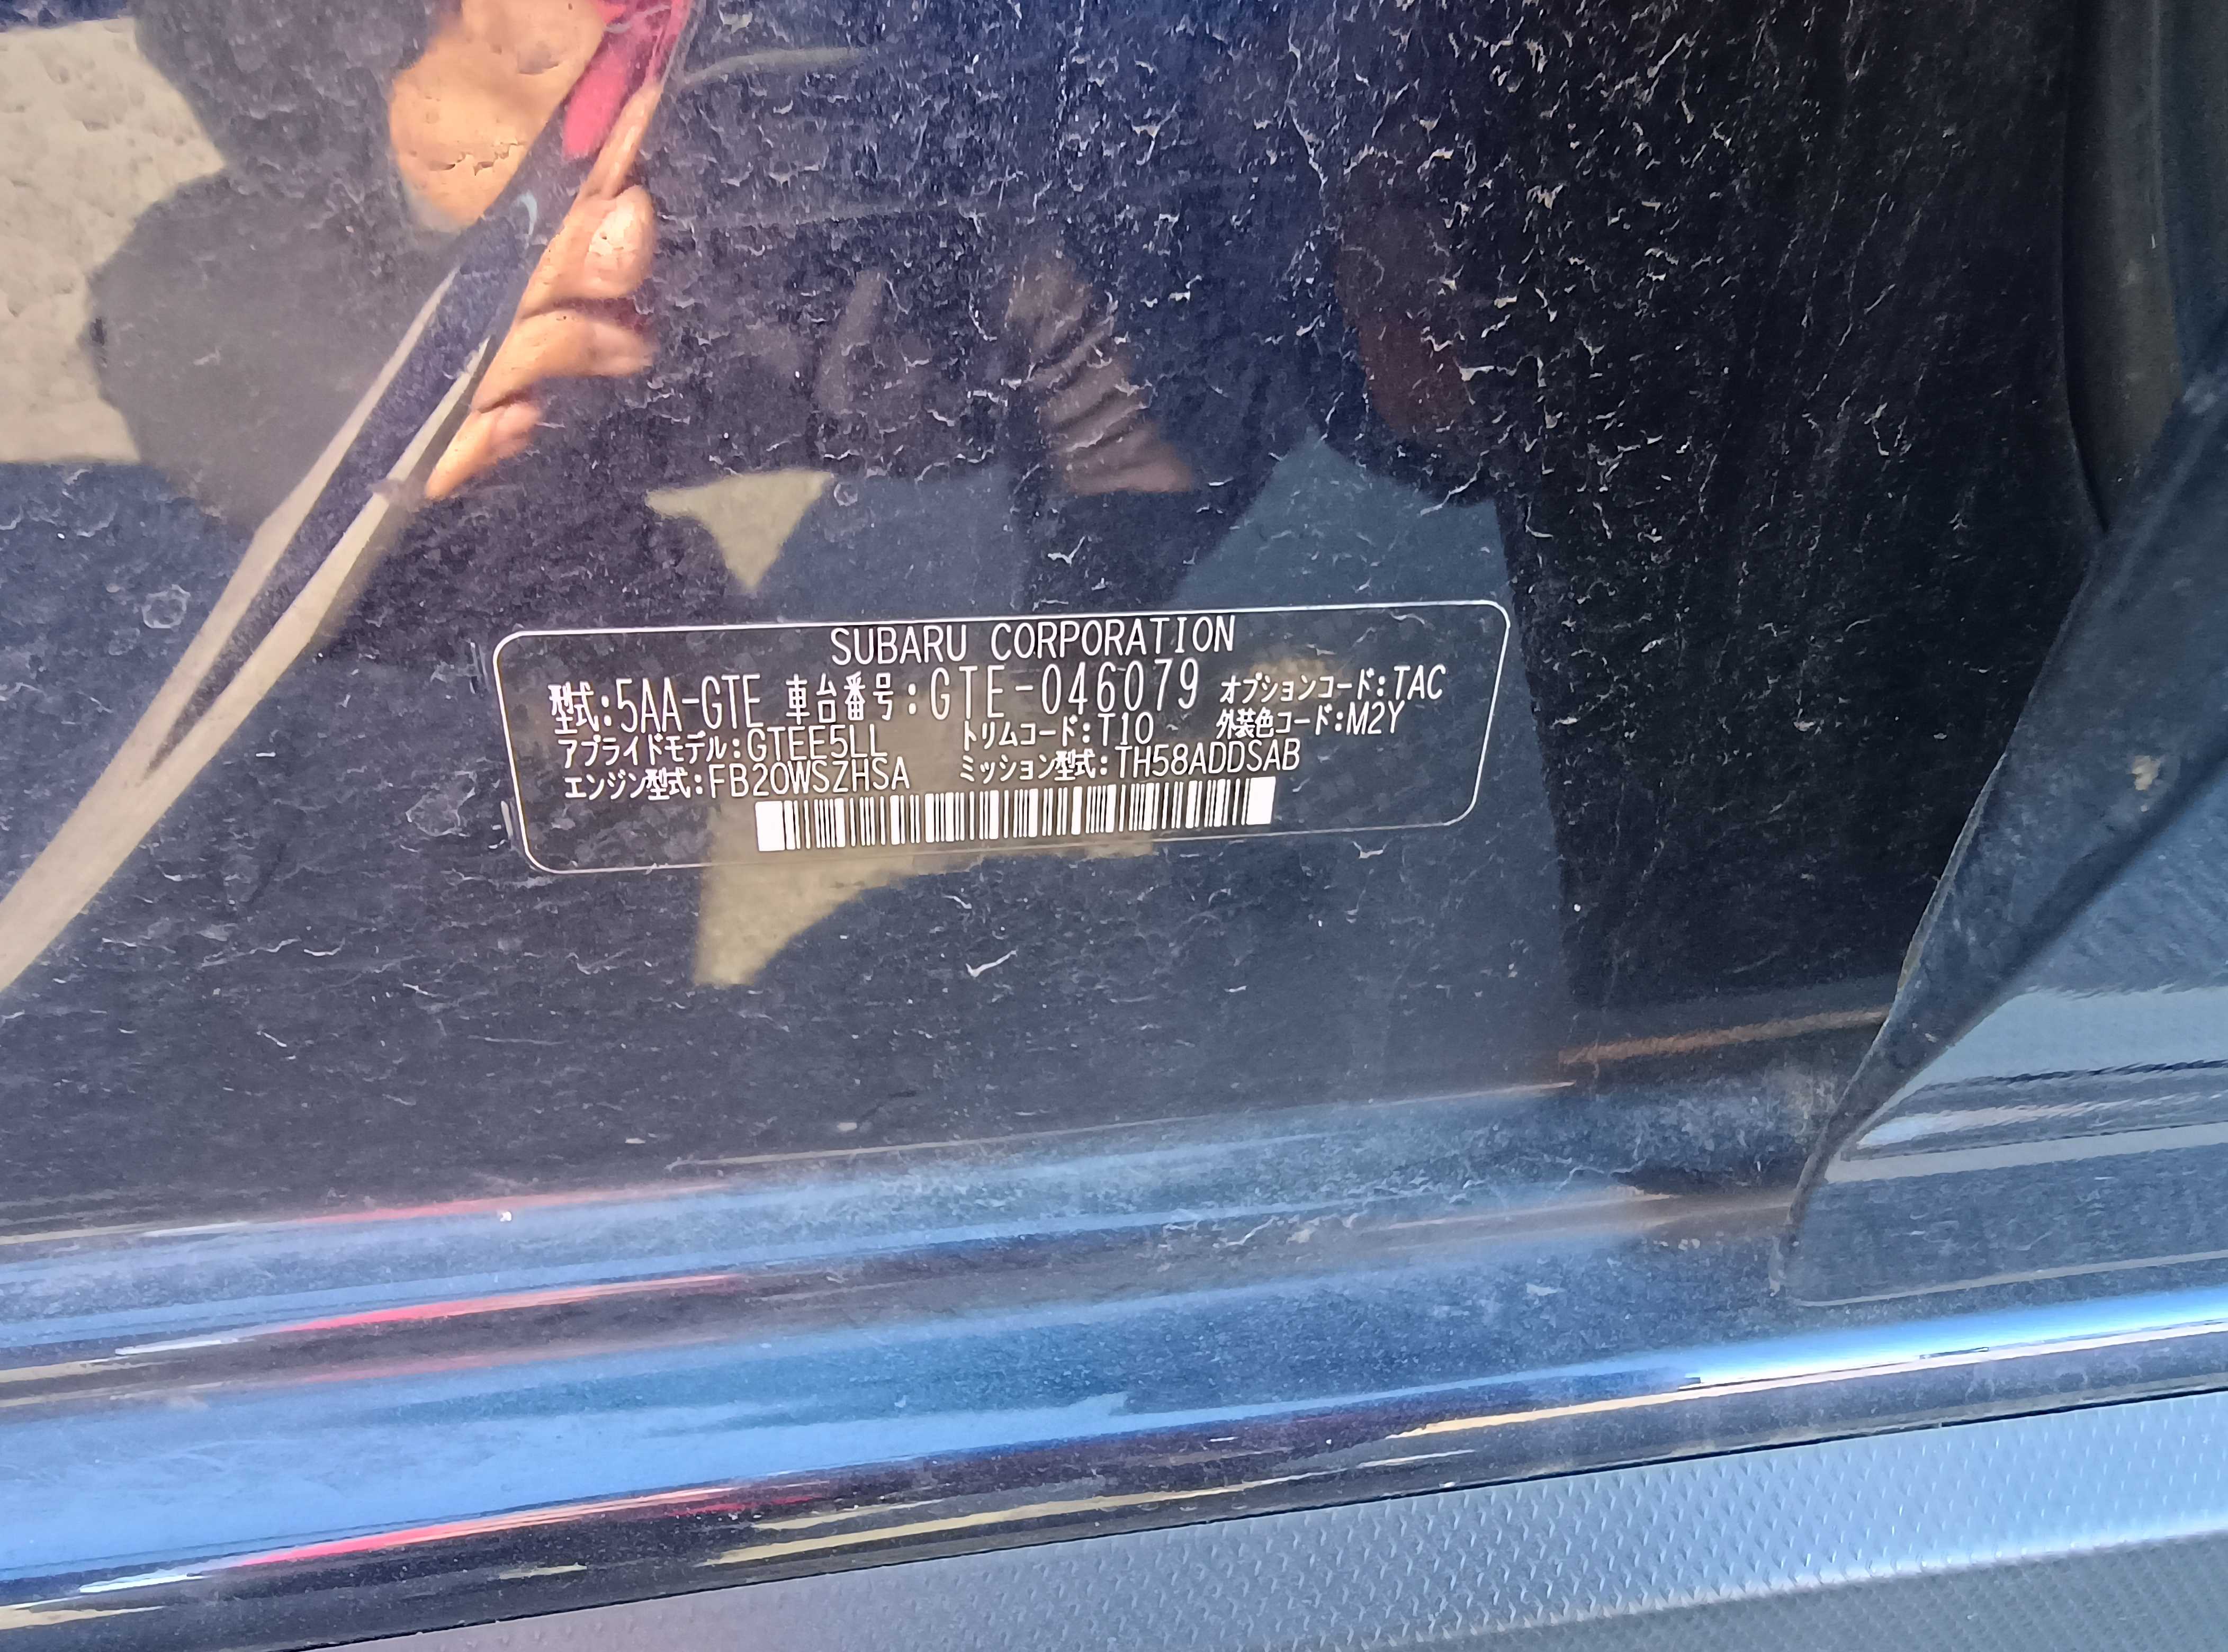 SUBARU CORPORATION
型式:5AA-GTE 車台番号:GTE-046079 オプションコード:TAC
アプライドモデル:GTEE5LL トリムコード:T10 外装色コード:M2Y
エンジン型式:FB20WSZHSA ミッション型式:TH58ADDSAB